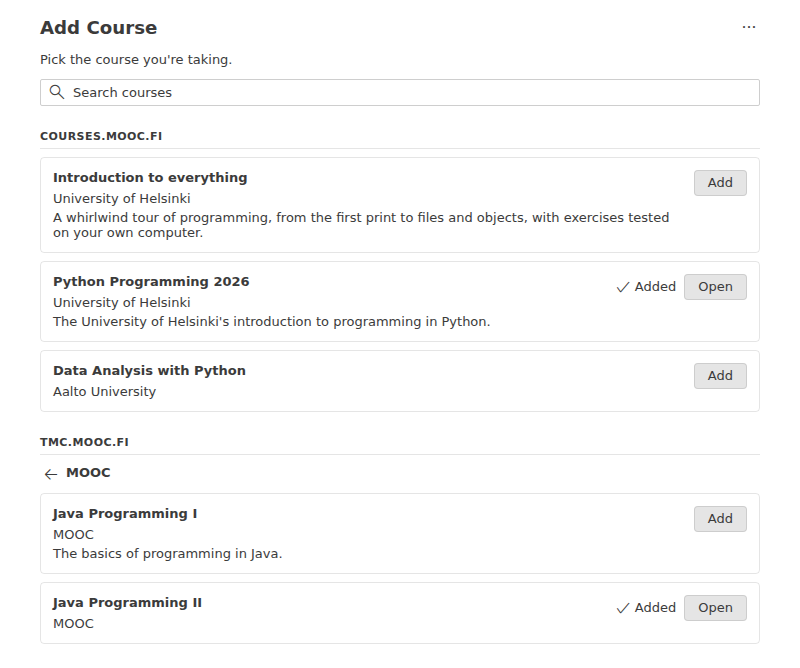 Add Course
Pick the course you're taking.
Search courses
COURSES.MOOC.FI
Introduction to everything
Add
University of Helsinki
A whirlwind tour of programming, from the first print to files and objects, with exercises tested
on your own computer.
Python Programming 2026
Added
Open
University of Helsinki
The University of Helsinki's introduction to programming in Python.
Data Analysis with Python
Add
Aalto University
TMC.MOOC.FI
MOOC
Java Programming I
Add
MOOC
The basics of programming in Java.
Java Programming II
Added
Open
MOOC